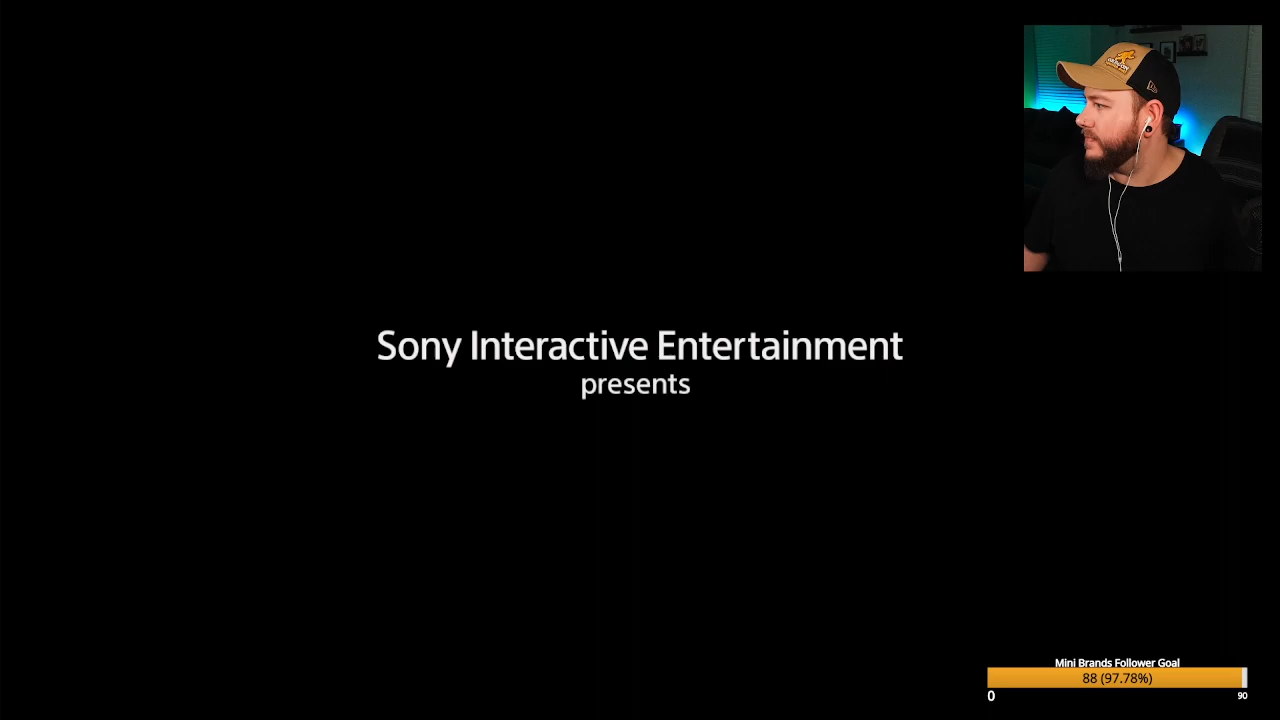 Sony Interactive Entertainment
presents
Mini Brands Follower Goal
88 (97.78%)
0
90